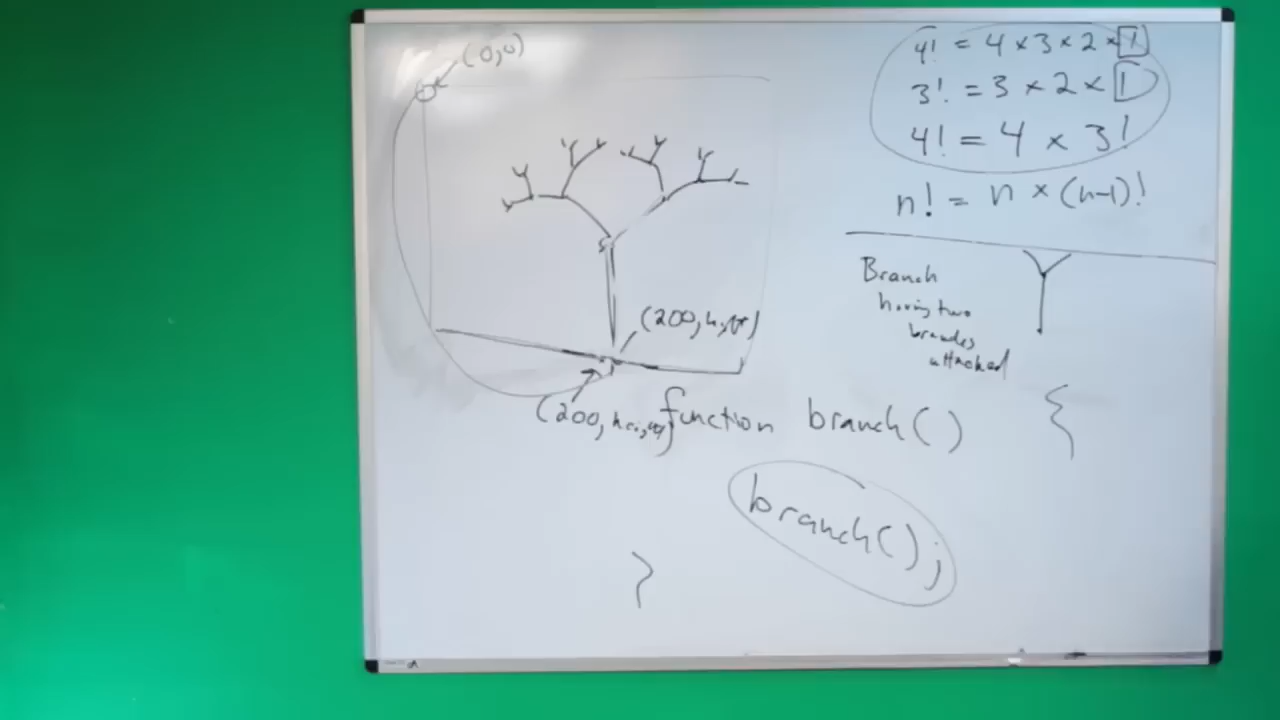 (0,0)
4! = 4 × 3 × 2 × 1
3! = 3 × 2 × 1
4! = 4 × 3!
n! = n × (n-1)!
Branch
having two
branches
attached
(200,
(200,
function branch() {
branch();
}